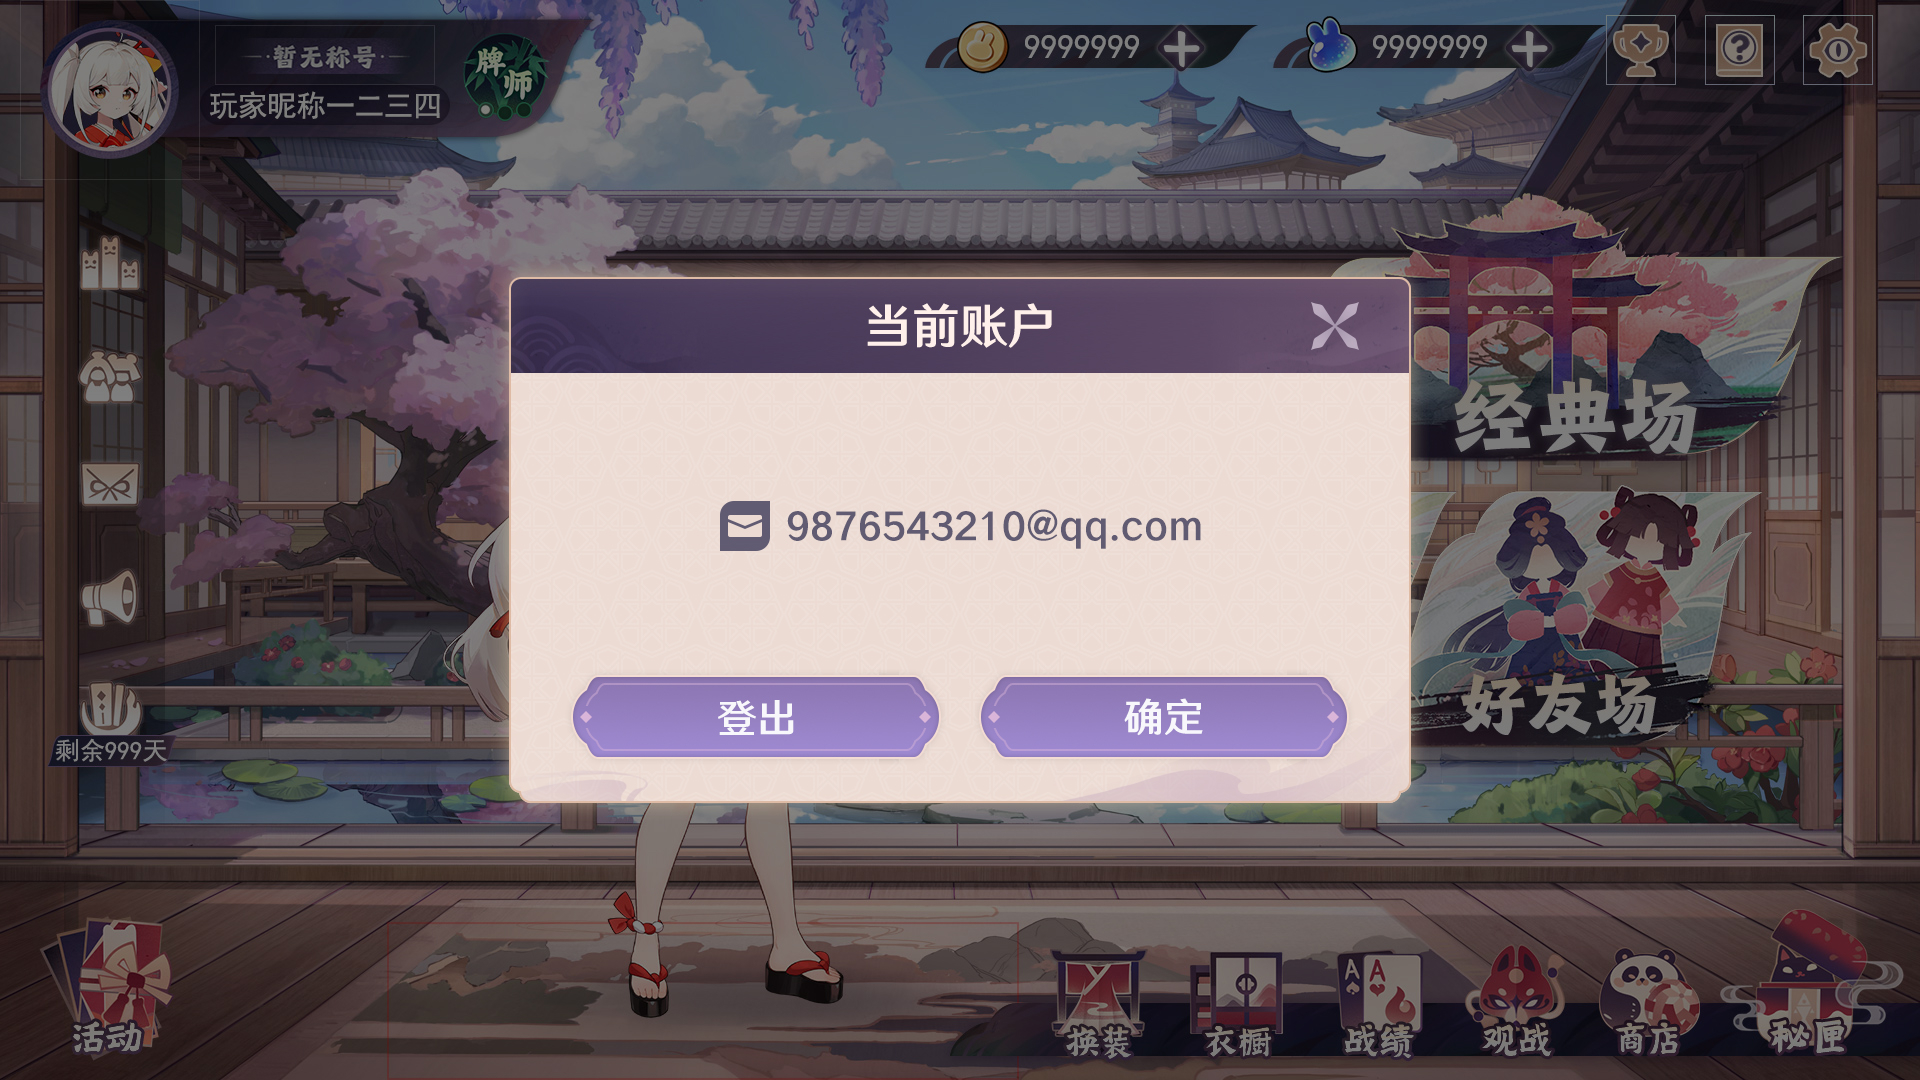 暂无称号
玩家昵称一二三四
牌师
9999999
9999999
当前账户
9876543210@qq.com
登出
确定
经典场
好友场
剩余999天
活动
换装
衣橱
A A
战绩
观战
商店
秘匣